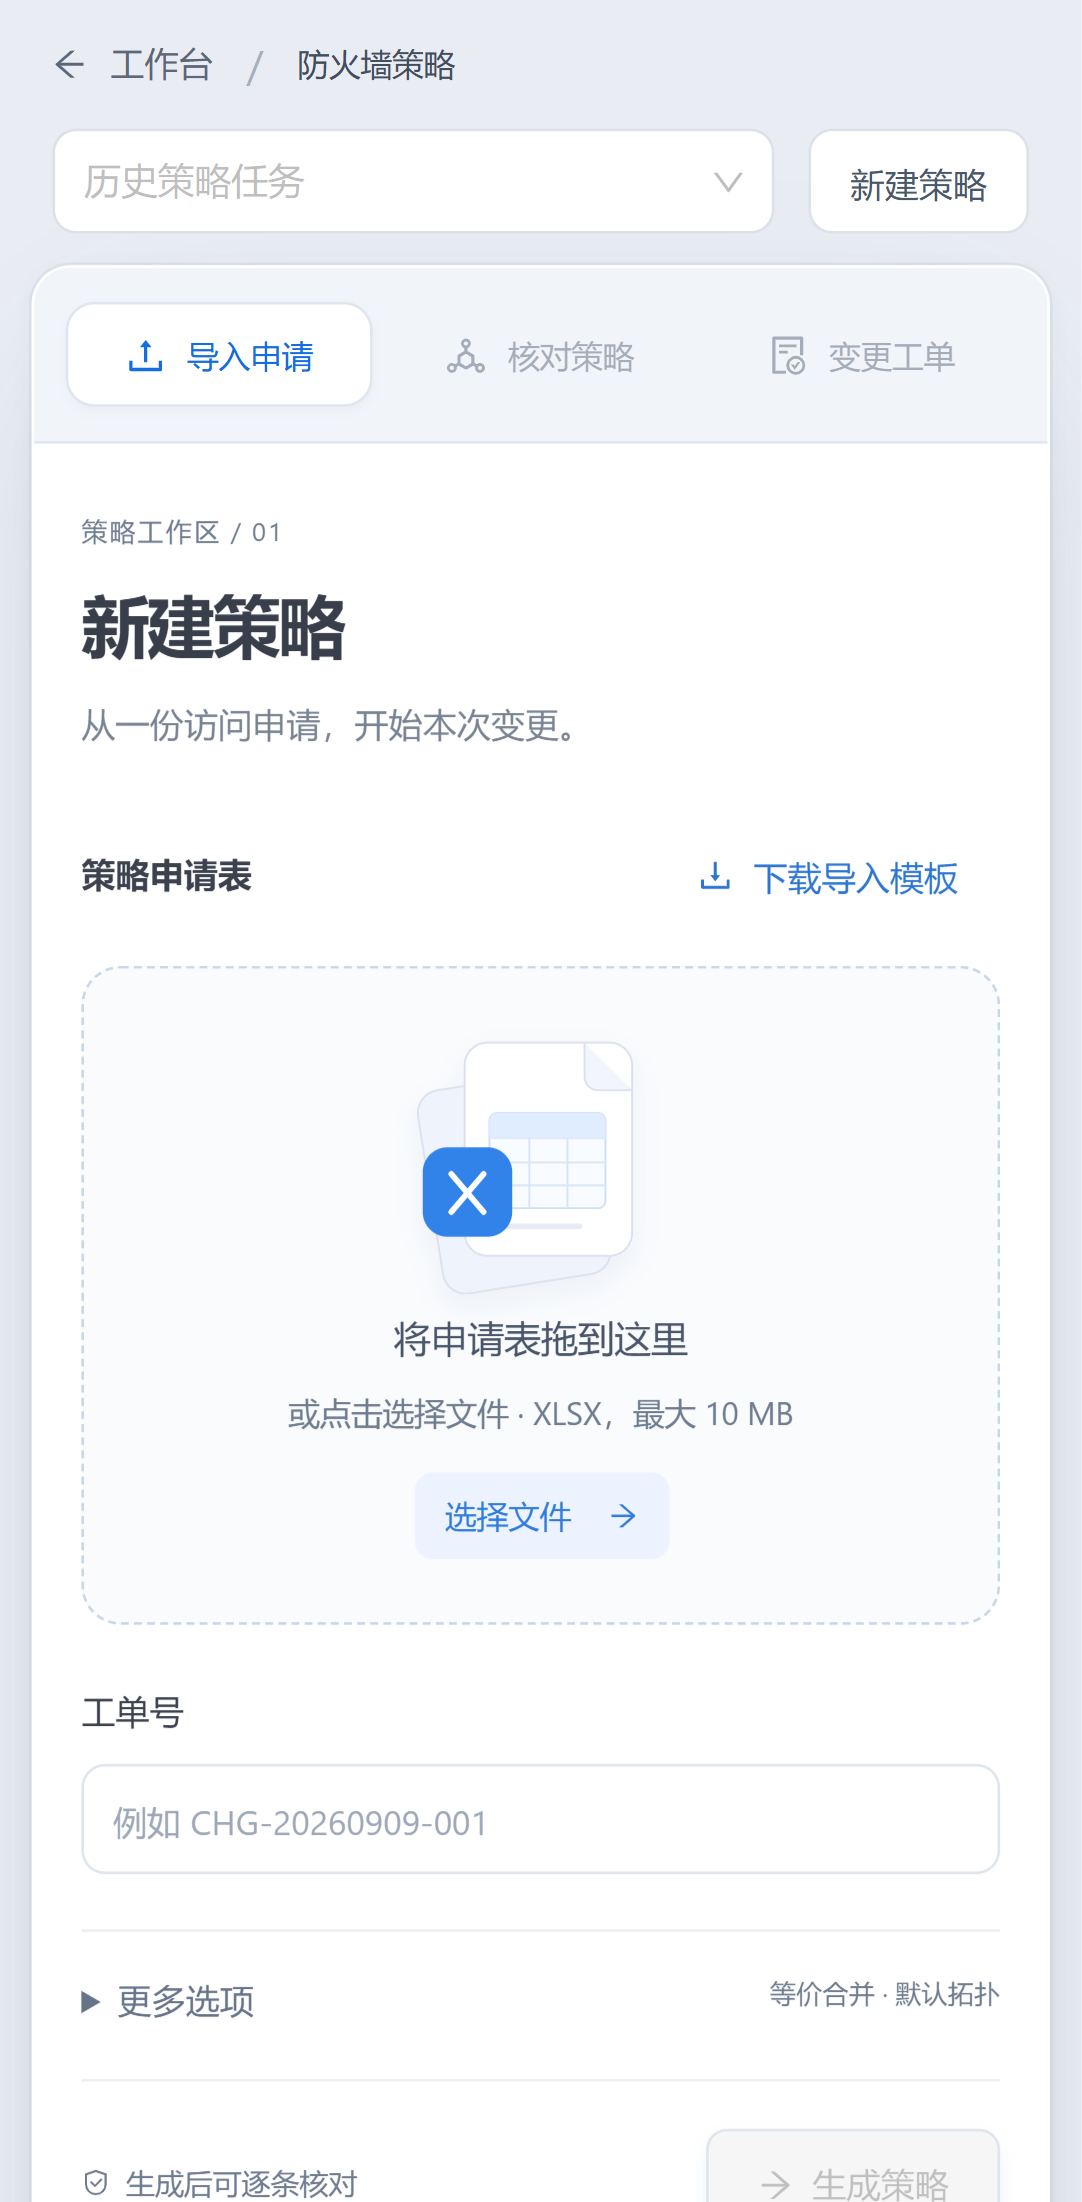 工作台 / 防火墙策略
历史策略任务
新建策略
导入申请
核对策略
变更工单
策略工作区 / 01
新建策略
从一份访问申请，开始本次变更。
策略申请表
下载导入模板
将申请表拖到这里
或点击选择文件 · XLSX，最大 10 MB
选择文件
工单号
例如 CHG-20260909-001
更多选项
等价合并 · 默认拓扑
生成后可逐条核对
生成策略